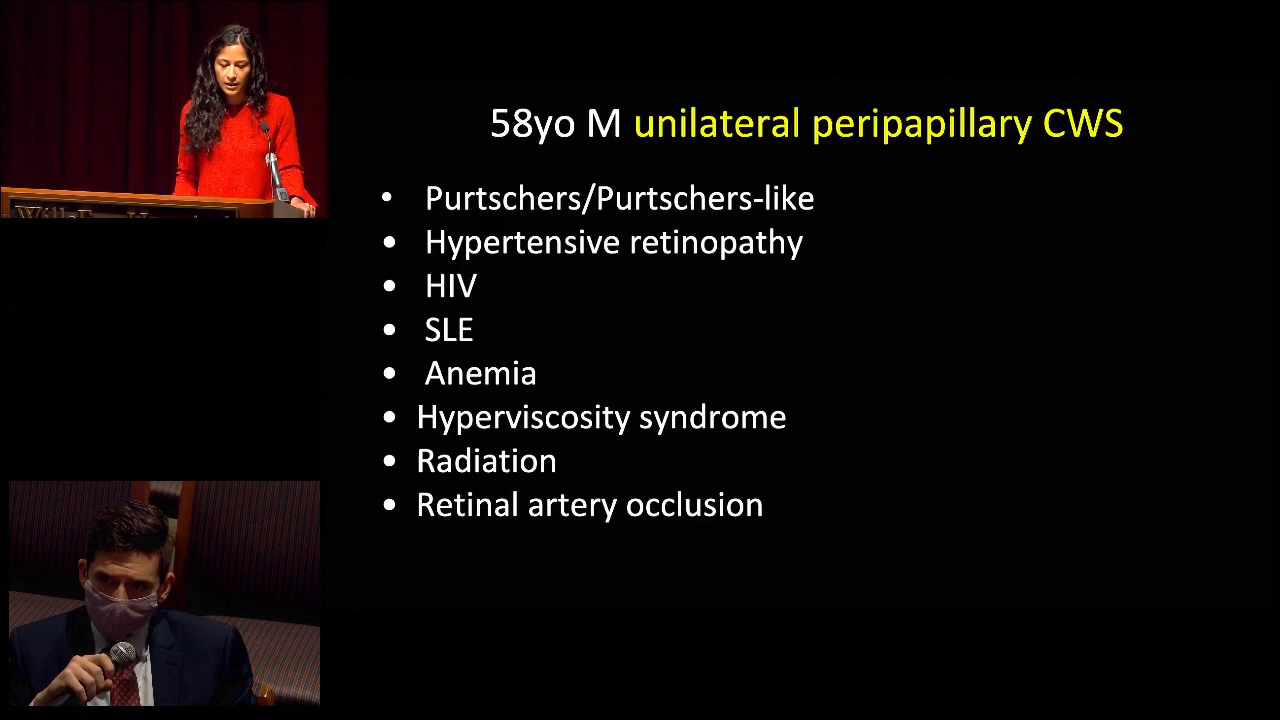 58yo M unilateral peripapillary CWS
• Purtschers/Purtschers-like
• Hypertensive retinopathy
• HIV
• SLE
• Anemia
• Hyperviscosity syndrome
• Radiation
• Retinal artery occlusion